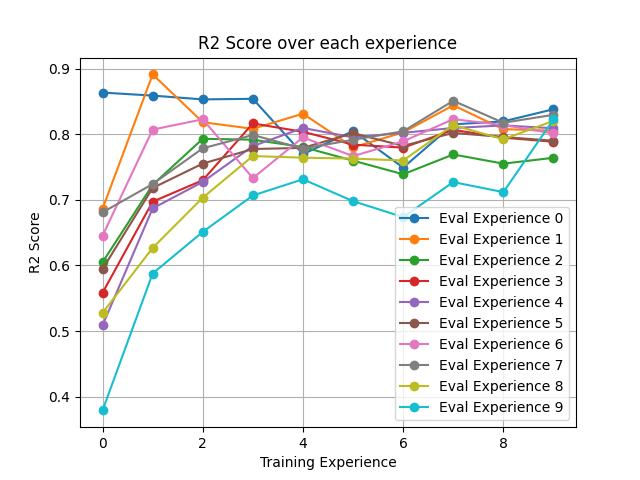 R2 Score over each experience
0.9
0.8
0.7
0.6
0.5
0.4
R2 Score
0
2
4
6
8
Training Experience
Eval Experience 0
Eval Experience 1
Eval Experience 2
Eval Experience 3
Eval Experience 4
Eval Experience 5
Eval Experience 6
Eval Experience 7
Eval Experience 8
Eval Experience 9